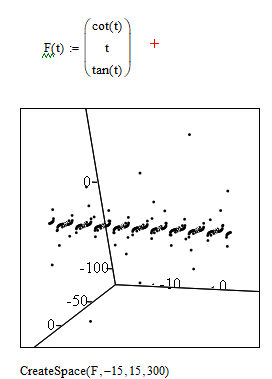 cot(t)
F(t) := t
tan(t)
0
-100
-10 0
-50
0
CreateSpace(F,-15,15,300)